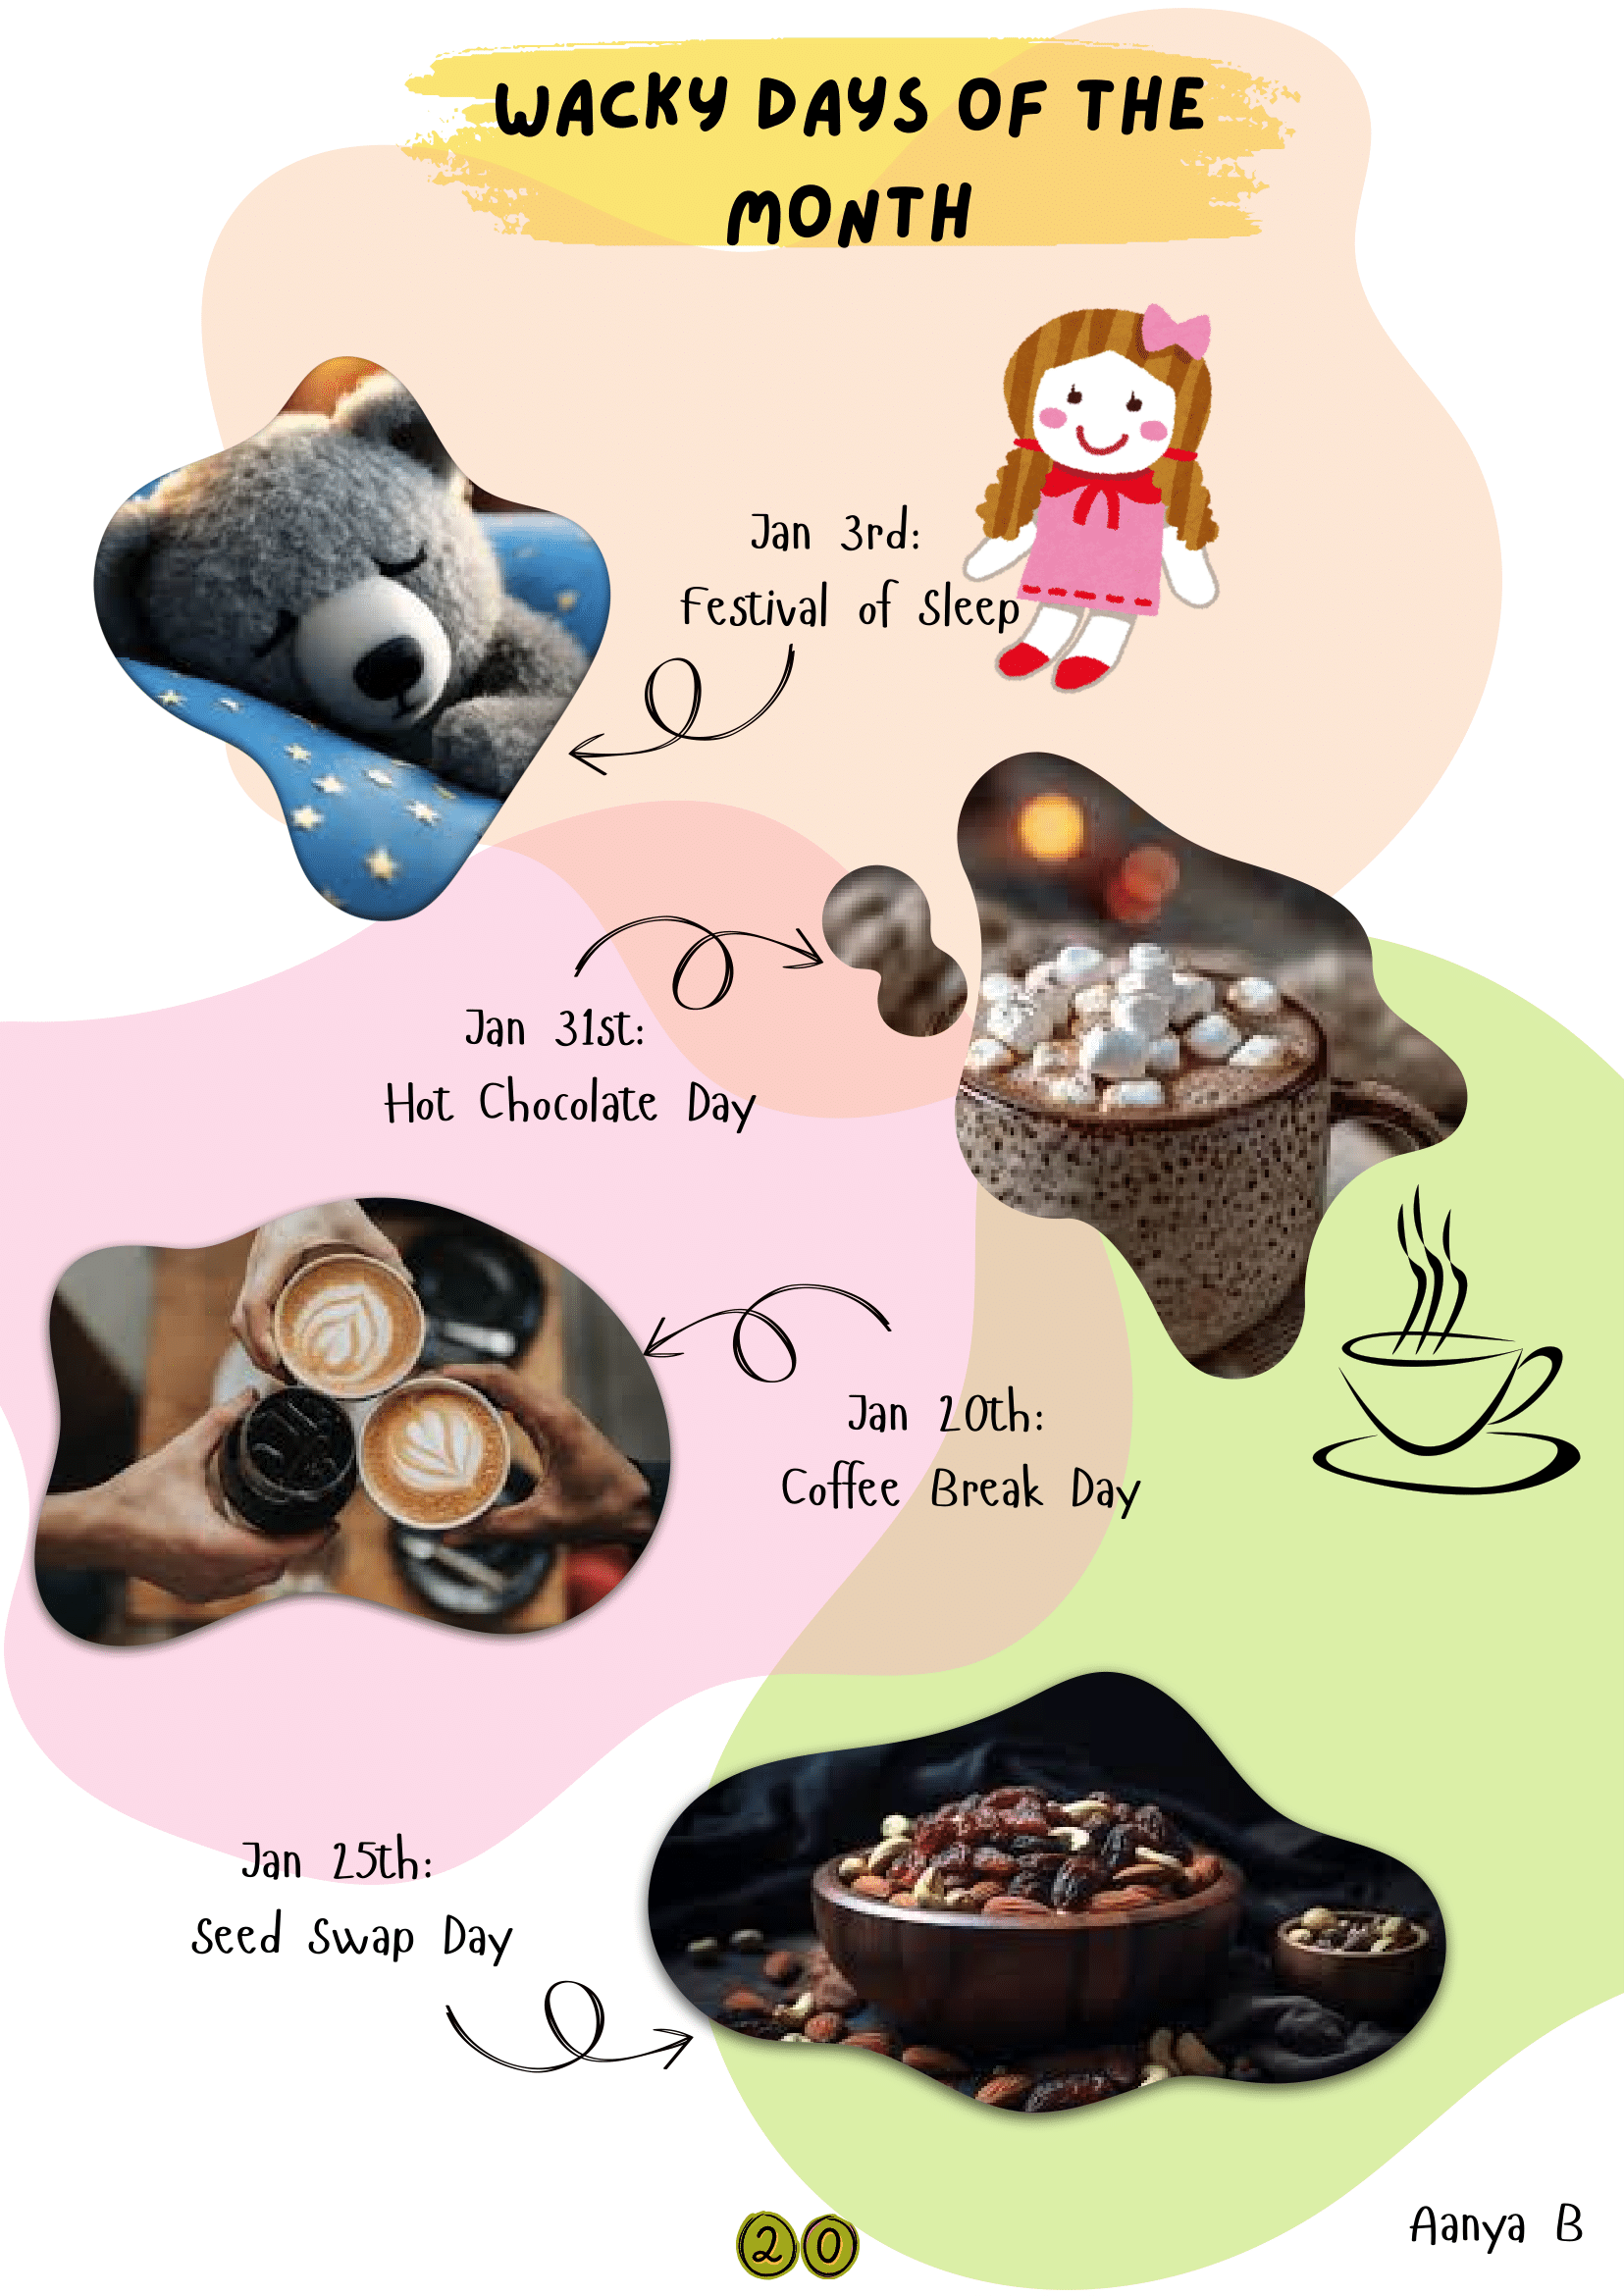 WACKY DAYS OF THE
MONTH
Jan 3rd:
Festival of Sleep
Jan 31st:
Hot Chocolate Day
Jan 20th:
Coffee Break Day
Jan 25th:
Seed Swap Day
20
Aanya B